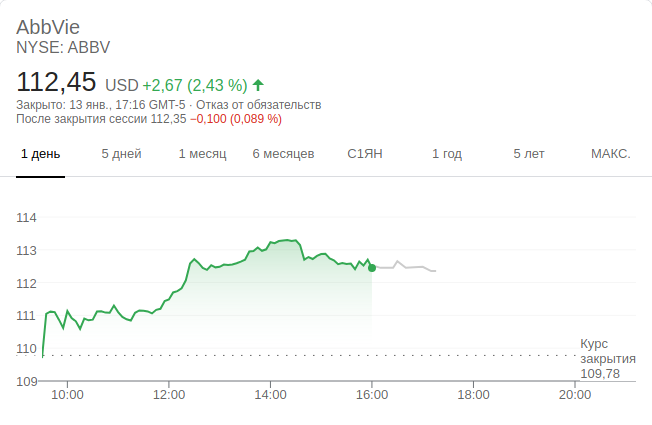 AbbVie
NYSE: ABBV
112,45 USD +2,67 (2,43 %)
Закрыто: 13 янв., 17:16 GMT-5 · Отказ от обязательств
После закрытия сессии 112,35 −0,100 (0,089 %)
1 день 5 дней 1 месяц 6 месяцев С1ЯН 1 год 5 лет МАКС.
114
113
112
111
110
109
Курс
закрытия
109,78
10:00 12:00 14:00 16:00 18:00 20:00